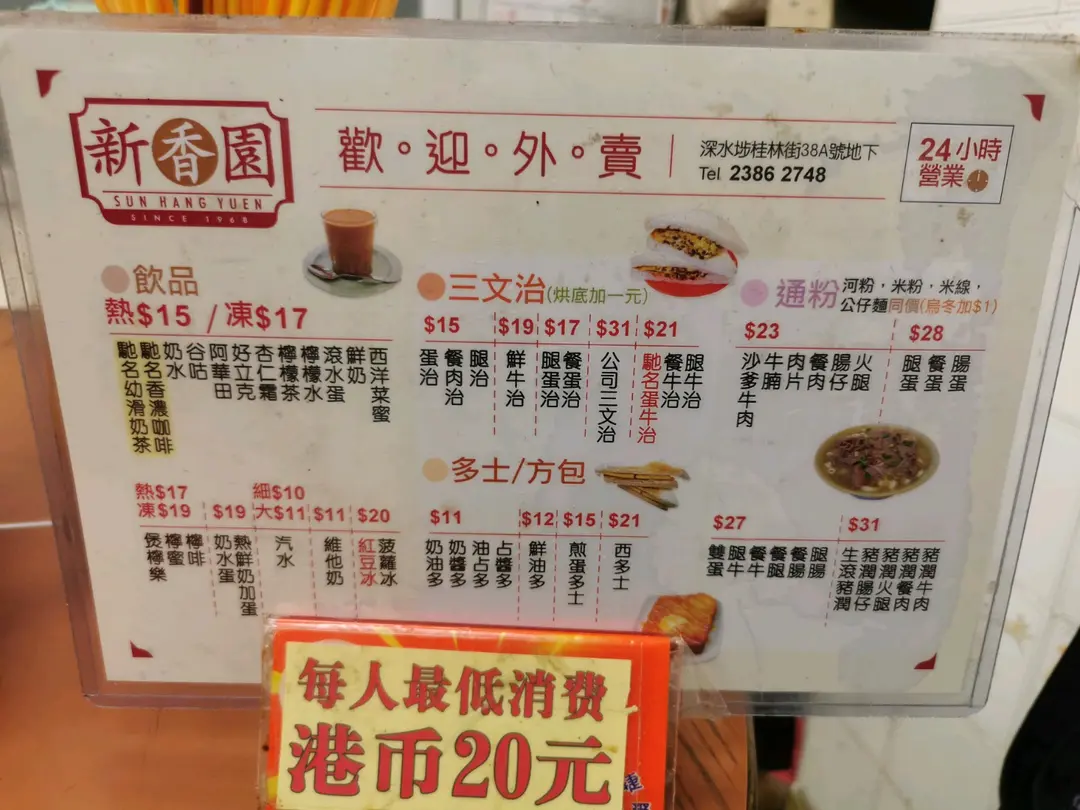 新香園
SUN HANG YUEN
SINCE 1968
歡。迎。外。賣
深水埗桂林街38A號地下
Tel 2386 2748
24小時
營業
飲品
熱$15 / 凍$17
馳名幼滑奶茶
馳名香濃咖啡
奶水
谷咕
阿華田
好立克
杏仁霜
檸檬茶
檸檬水
滾水蛋
鮮奶
西洋菜蜜
熱$17
凍$19
煲檸樂
檸蜜
檸啡
$19
奶水蛋
熱鮮奶加蛋
細$10
大$11
汽水
$11
維他奶
$20
紅豆冰
菠蘿冰
三文治(烘底加一元)
$15
蛋治
餐肉治
腿治
$19
鮮牛治
$17
腿蛋治
餐蛋治
$31
公司三文治
$21
馳名蛋牛治
餐牛治
腿牛治
多士/方包
$11
奶油多
奶醬多
油占多
占醬多
$12
鮮油多
$15
煎蛋多士
$21
西多士
通粉
河粉，米粉，米線，
公仔麵同價(烏冬加$1)
$23
沙爹牛肉
牛腩
肉片
餐肉
腸仔
火腿
$28
腿蛋
餐蛋
腸蛋
$27
雙蛋
腿牛
餐牛
餐腿
餐腸
腿腸
$31
生滾豬潤
豬潤腸仔
豬潤火腿
豬潤餐肉
豬潤牛肉
每人最低消费
港币20元